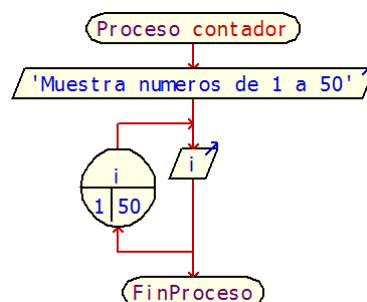 Proceso contador
'Muestra numeros de 1 a 50'
i
i
1 50
FinProceso